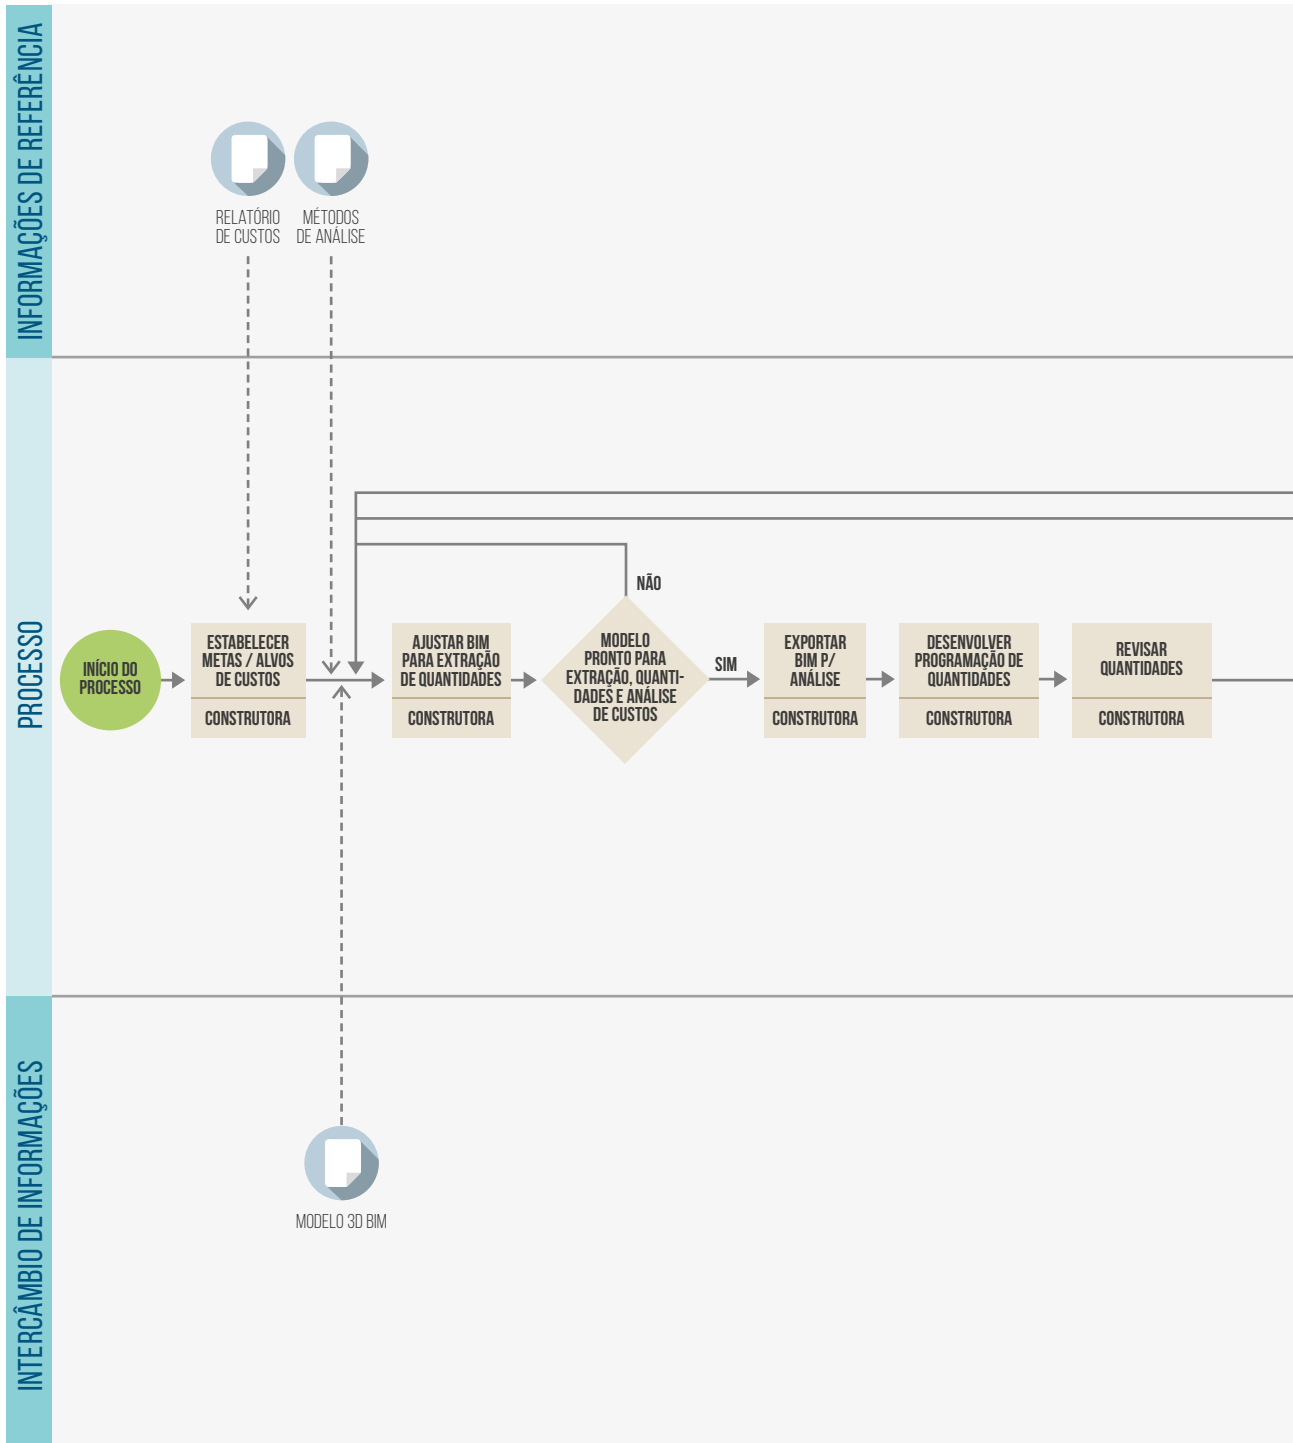 INFORMAÇÕES DE REFERÊNCIA
RELATÓRIO
DE CUSTOS
MÉTODOS
DE ANÁLISE
PROCESSO
INÍCIO DO
PROCESSO
ESTABELECER
METAS / ALVOS
DE CUSTOS
CONSTRUTORA
AJUSTAR BIM
PARA EXTRAÇÃO
DE QUANTIDADES
CONSTRUTORA
NÃO
MODELO
PRONTO PARA
EXTRAÇÃO, QUANTI-
DADES E ANÁLISE
DE CUSTOS
SIM
EXPORTAR
BIM P/
ANÁLISE
CONSTRUTORA
DESENVOLVER
PROGRAMAÇÃO DE
QUANTIDADES
CONSTRUTORA
REVISAR
QUANTIDADES
CONSTRUTORA
INTERCÂMBIO DE INFORMAÇÕES
MODELO 3D BIM